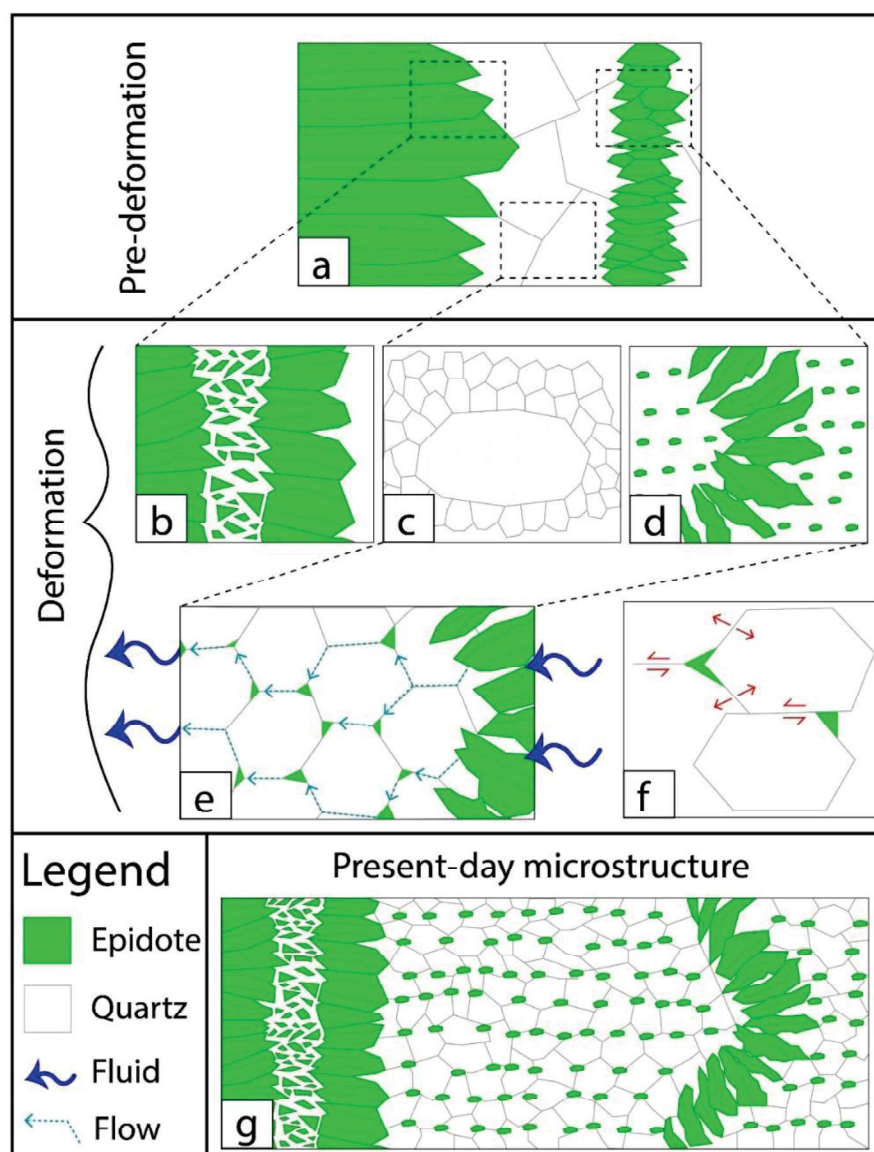 Pre-deformation
a
Deformation
b
c
d
e
f
Legend
Epidote
Quartz
Fluid
Flow
Present-day microstructure
g